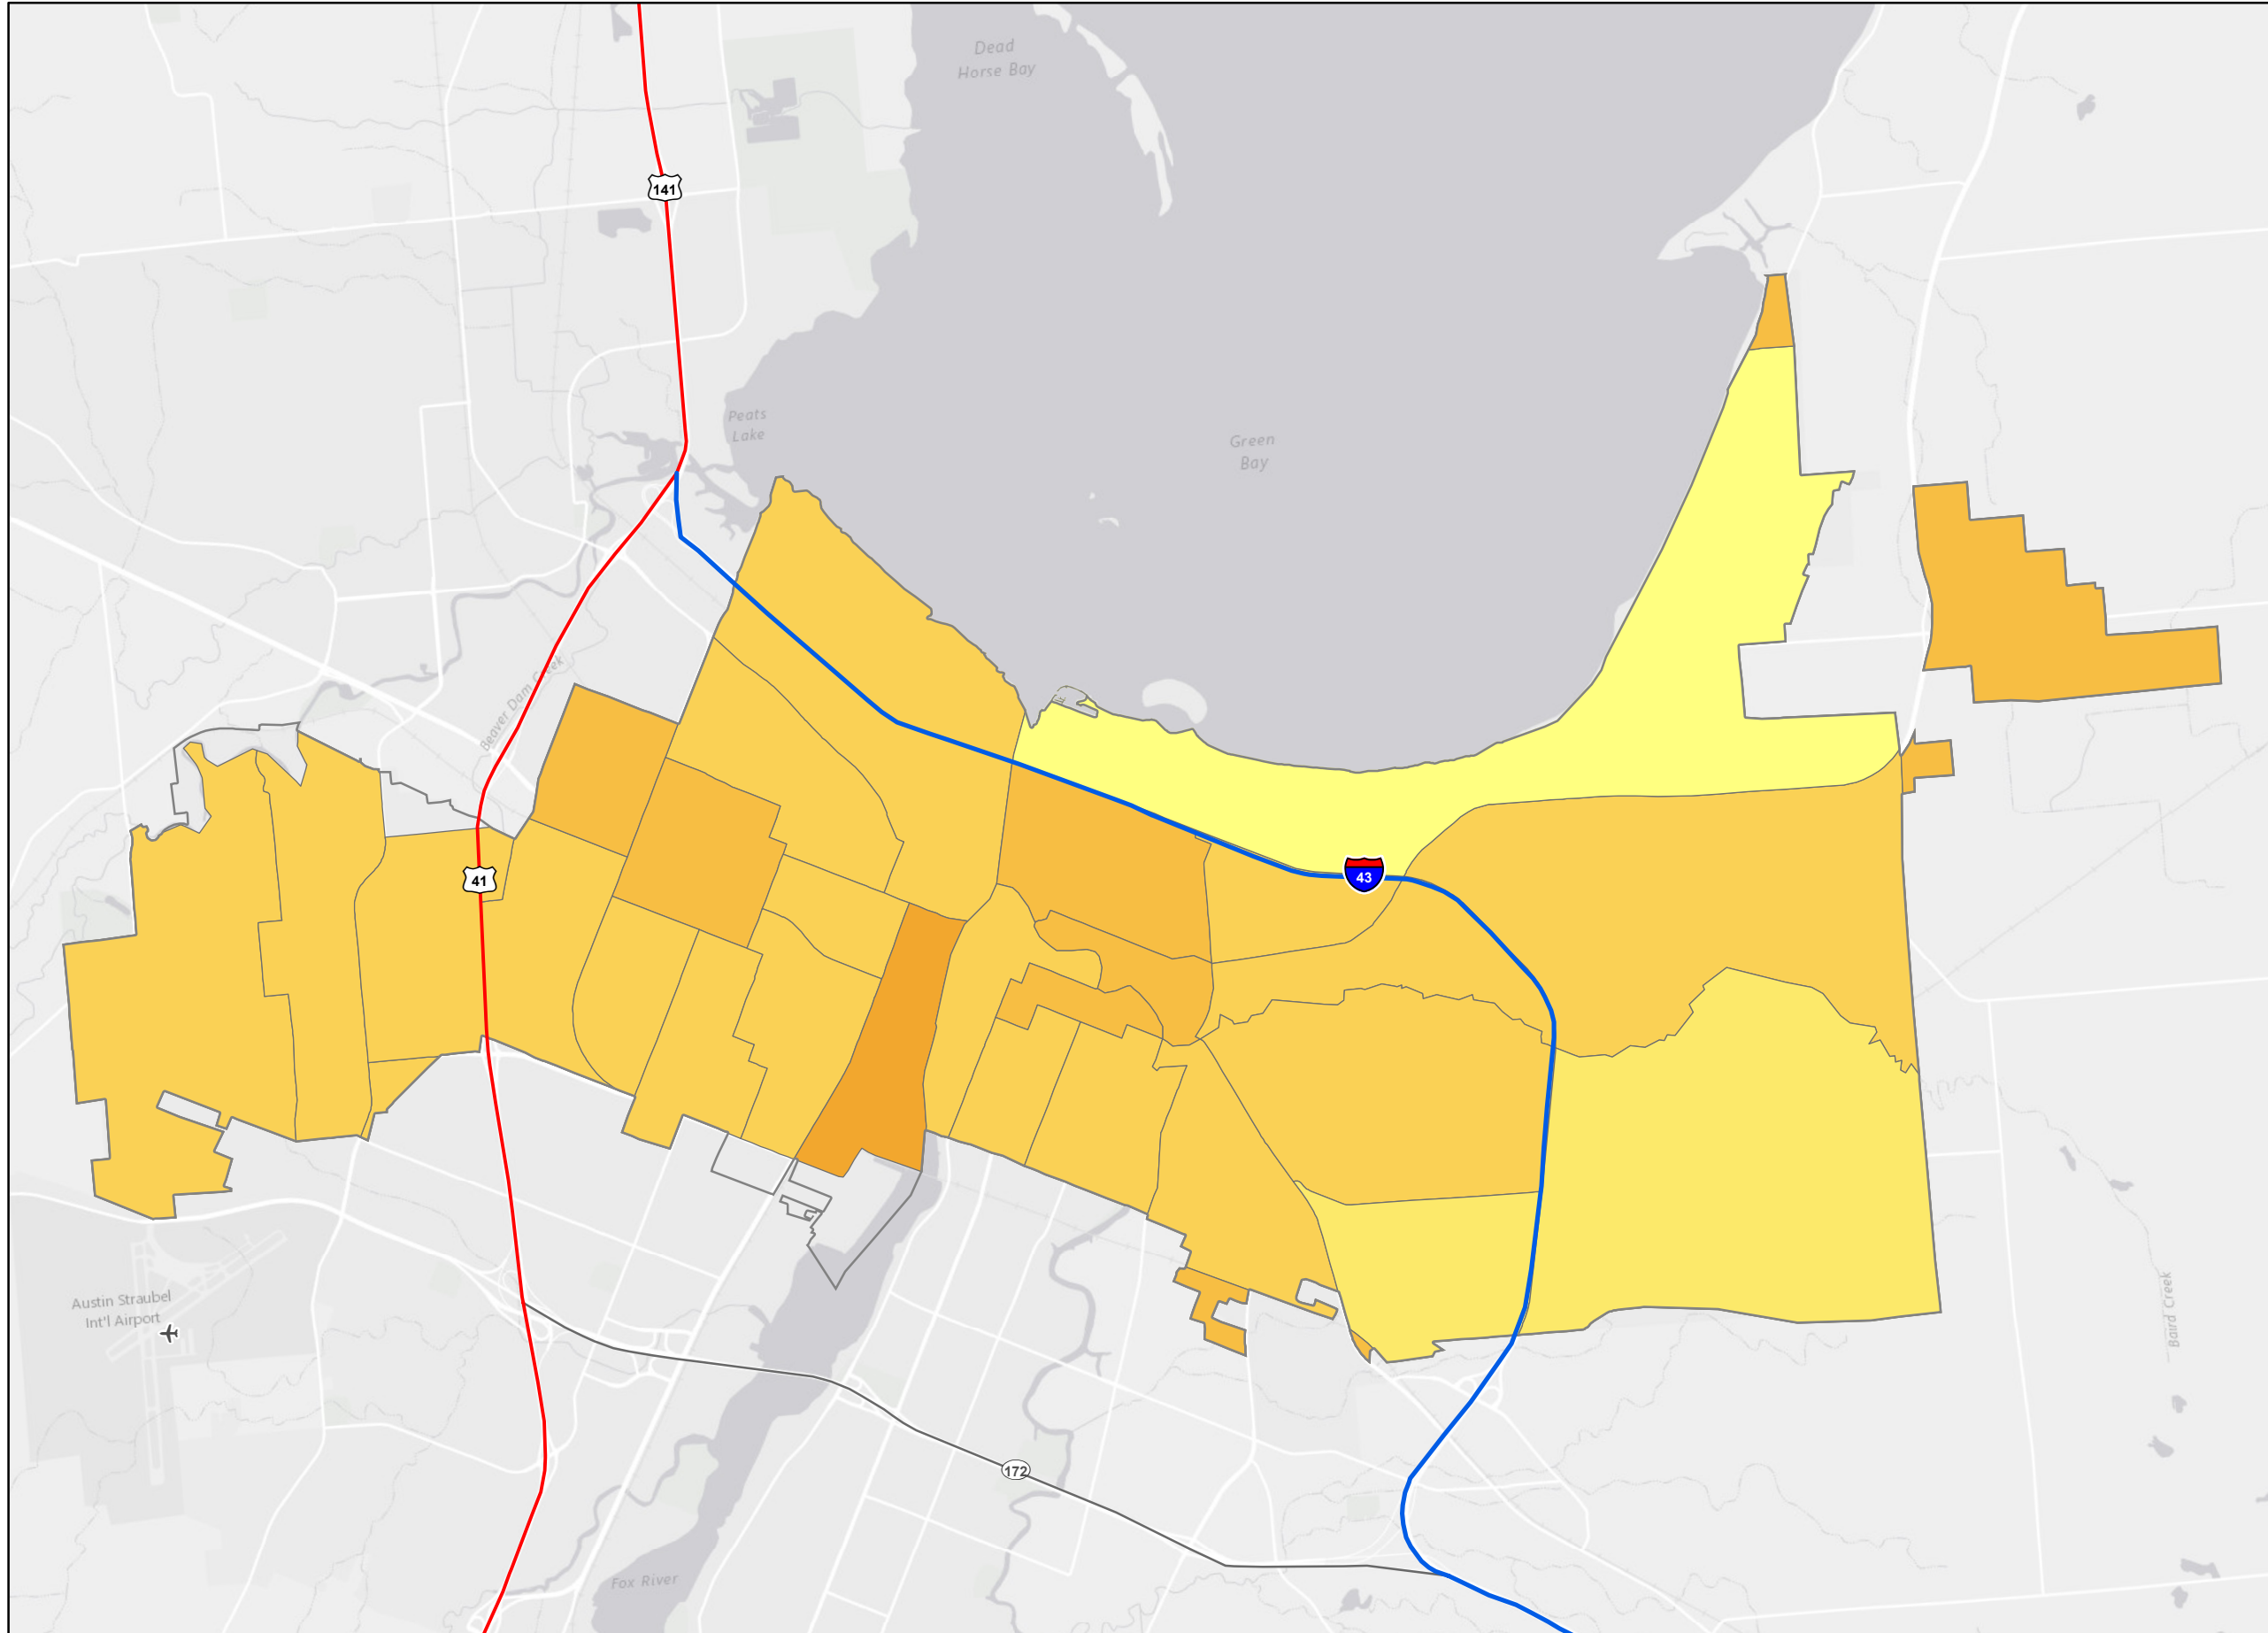 Dead
Horse Bay
141
Peats
Lake
Green
Bay
Beaver Dam Creek
41
43
Austin Straubel
Int'l Airport
Baird Creek
172
Fox River